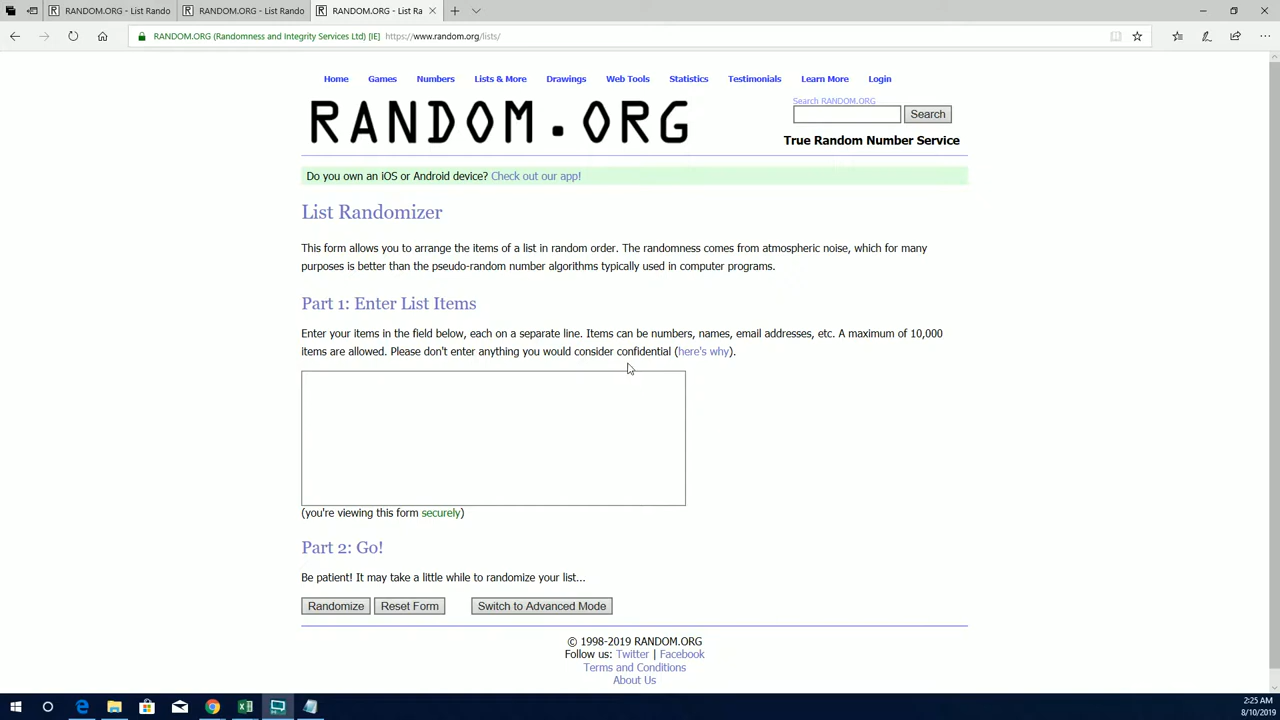 RANDOM.ORG - List Rando
RANDOM.ORG - List Rando
RANDOM.ORG - List Ra
RANDOM.ORG (Randomness and Integrity Services Ltd) [IE] https://www.random.org/lists/
Home Games Numbers Lists & More Drawings Web Tools Statistics Testimonials Learn More Login
RANDOM.ORG
Search RANDOM.ORG
Search
True Random Number Service
Do you own an iOS or Android device? Check out our app!
List Randomizer
This form allows you to arrange the items of a list in random order. The randomness comes from atmospheric noise, which for many
purposes is better than the pseudo-random number algorithms typically used in computer programs.
Part 1: Enter List Items
Enter your items in the field below, each on a separate line. Items can be numbers, names, email addresses, etc. A maximum of 10,000
items are allowed. Please don't enter anything you would consider confidential (here's why).
(you're viewing this form securely)
Part 2: Go!
Be patient! It may take a little while to randomize your list...
Randomize Reset Form Switch to Advanced Mode
© 1998-2019 RANDOM.ORG
Follow us: Twitter | Facebook
Terms and Conditions
About Us
2:25 AM
8/10/2019